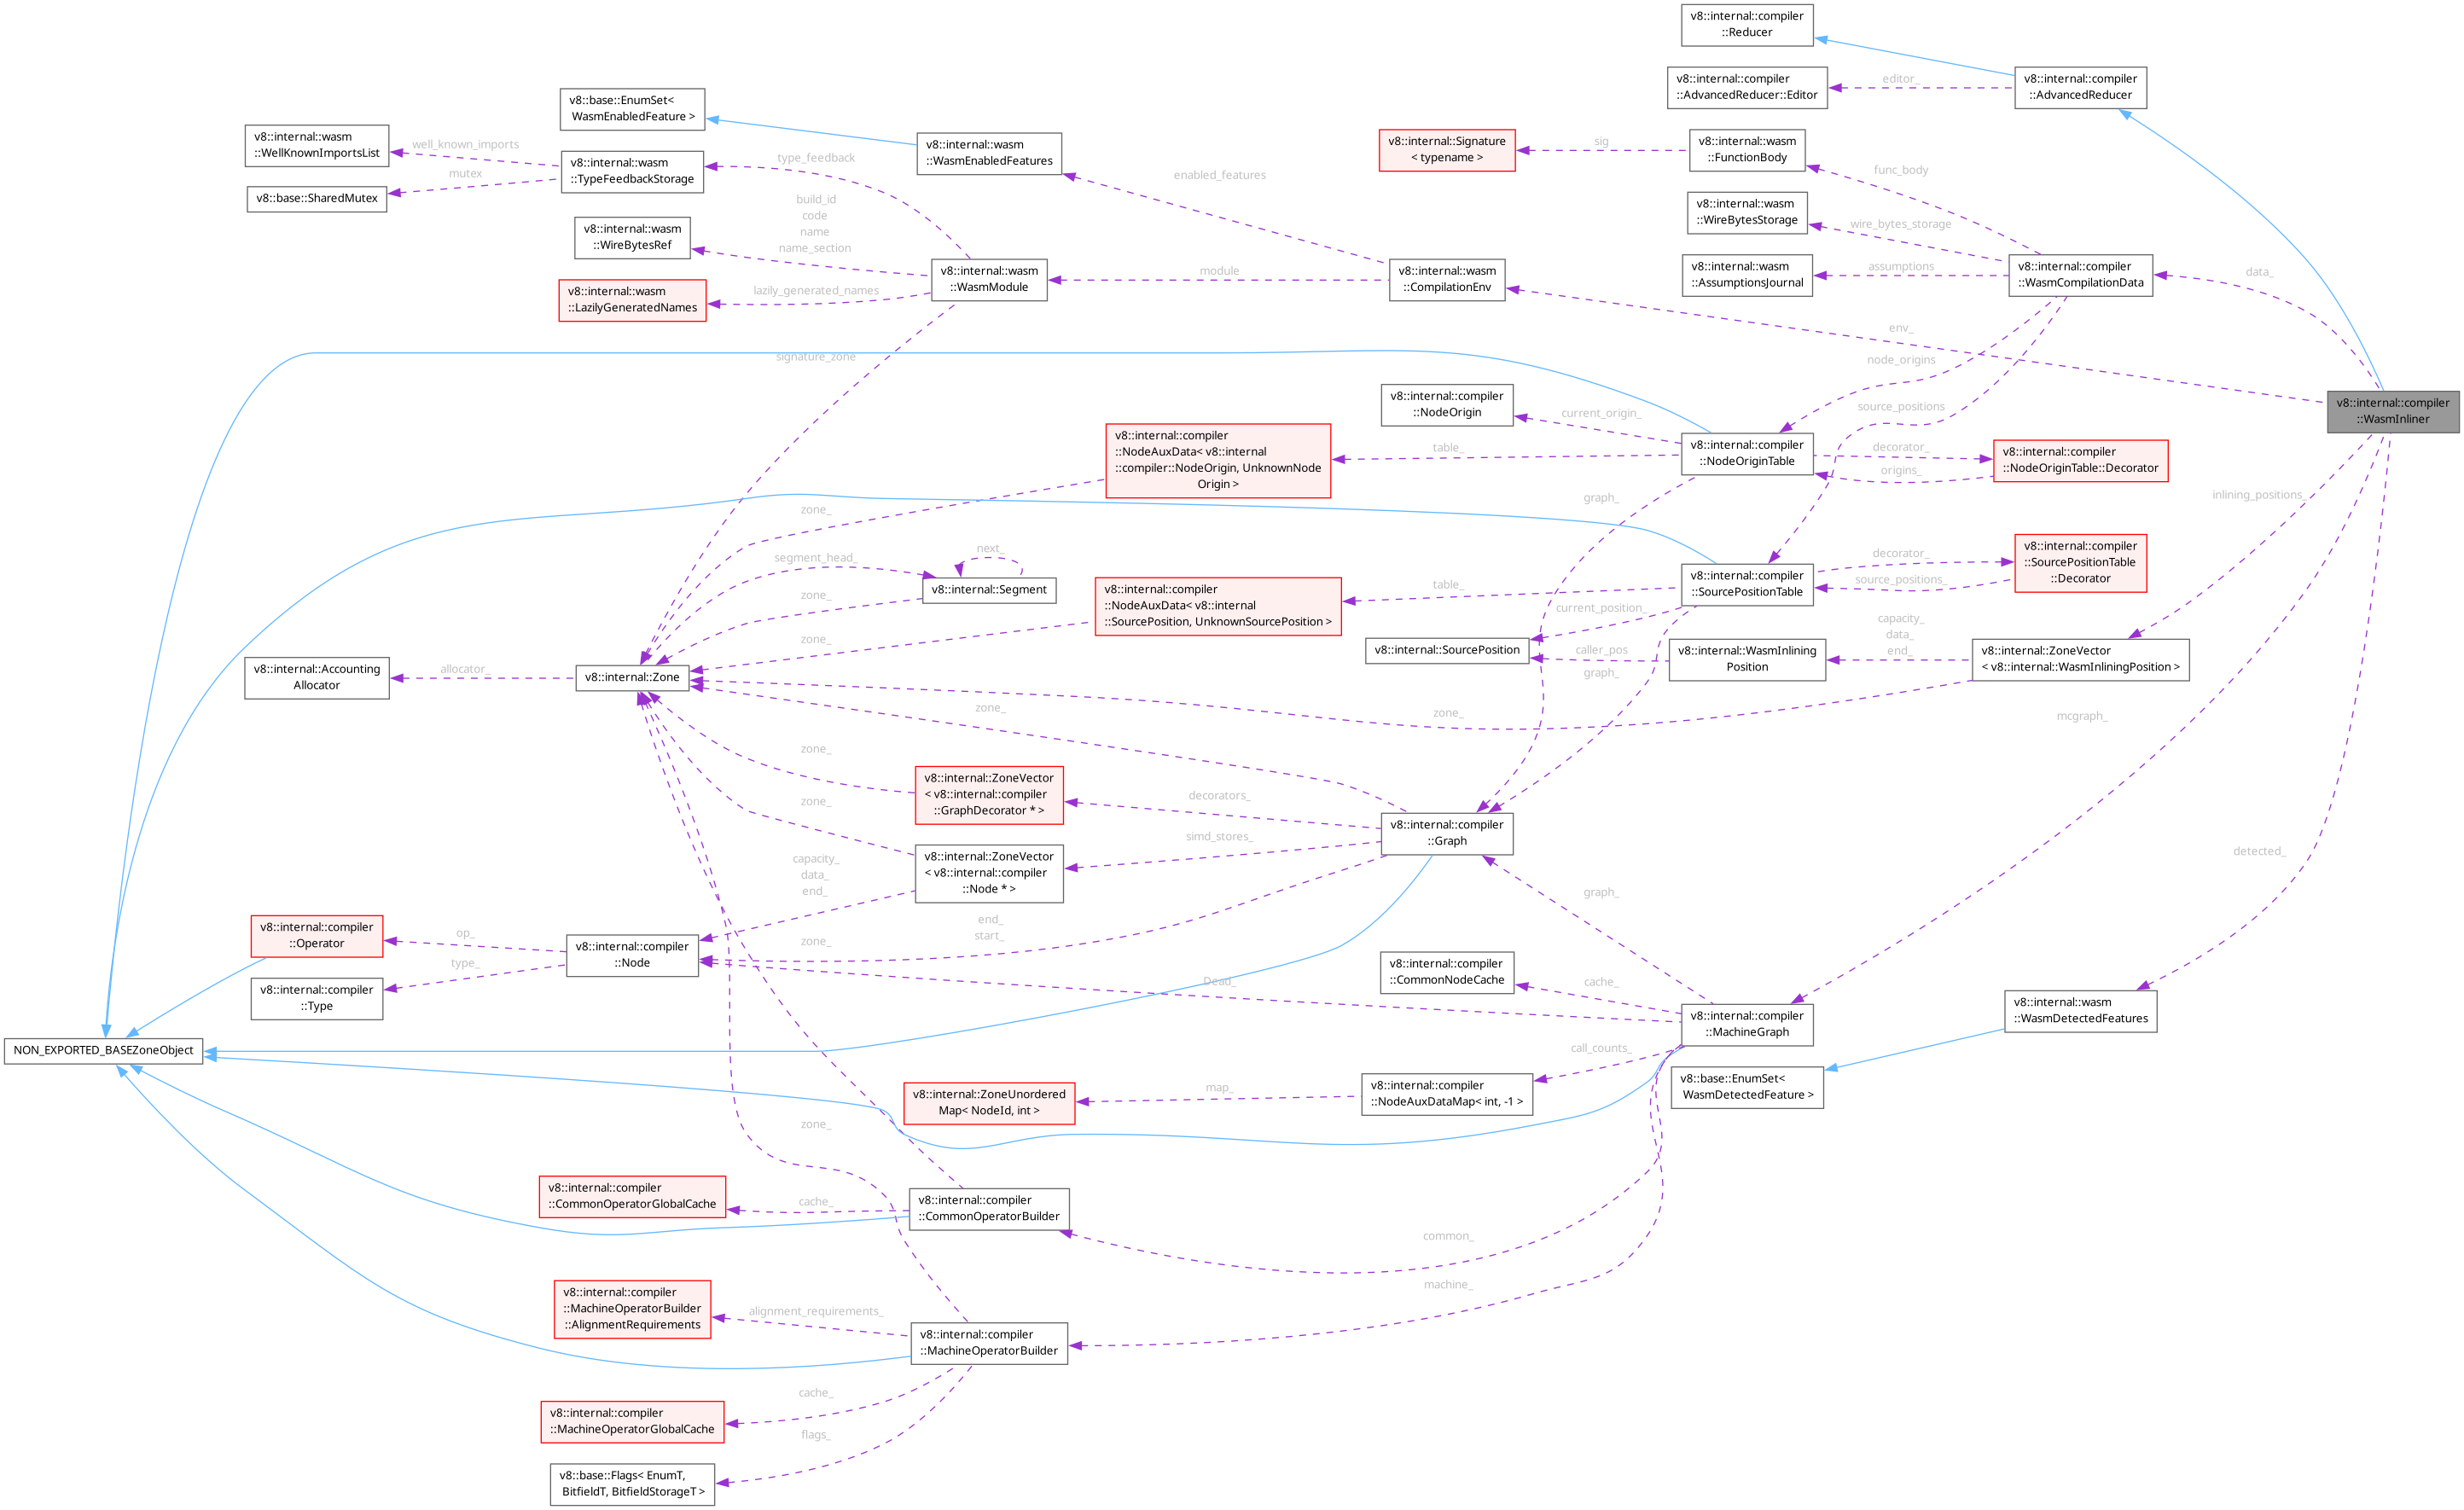 v8::internal::compiler
::Reducer
v8::internal::compiler
::AdvancedReducer::Editor
editor_
v8::internal::compiler
::AdvancedReducer
v8::base::EnumSet<
WasmEnabledFeature >
v8::internal::wasm
::WellKnownImportsList
well_known_imports
v8::base::SharedMutex
mutex
v8::internal::wasm
::TypeFeedbackStorage
type_feedback
v8::internal::wasm
::WasmEnabledFeatures
enabled_features
v8::internal::Signature
< typename >
sig
v8::internal::wasm
::FunctionBody
func_body
v8::internal::wasm
::WireBytesStorage
wire_bytes_storage
v8::internal::wasm
::AssumptionsJournal
assumptions
v8::internal::compiler
::WasmCompilationData
data_
v8::internal::wasm
::WireBytesRef
build_id
code
name
name_section
v8::internal::wasm
::LazilyGeneratedNames
lazily_generated_names
v8::internal::wasm
::WasmModule
module
v8::internal::wasm
::CompilationEnv
env_
node_origins
source_positions
signature_zone
v8::internal::compiler
::WasmInliner
v8::internal::compiler
::NodeOrigin
current_origin_
v8::internal::compiler
::NodeAuxData< v8::internal
::compiler::NodeOrigin, UnknownNode
Origin >
table_
v8::internal::compiler
::NodeOriginTable
decorator_
origins_
v8::internal::compiler
::NodeOriginTable::Decorator
graph_
zone_
inlining_positions_
segment_head_
next_
v8::internal::Segment
zone_
v8::internal::compiler
::NodeAuxData< v8::internal
::SourcePosition, UnknownSourcePosition >
zone_
table_
v8::internal::compiler
::SourcePositionTable
decorator_
source_positions_
v8::internal::compiler
::SourcePositionTable
::Decorator
current_position_
v8::internal::SourcePosition
caller_pos
graph_
v8::internal::WasmInlining
Position
capacity_
data_
end_
v8::internal::ZoneVector
< v8::internal::WasmInliningPosition >
v8::internal::Accounting
Allocator
allocator_
v8::internal::Zone
zone_
zone_
mcgraph_
zone_
v8::internal::ZoneVector
< v8::internal::compiler
::GraphDecorator * >
decorators_
zone_
v8::internal::ZoneVector
< v8::internal::compiler
::Node * >
simd_stores_
v8::internal::compiler
::Graph
detected_
capacity_
data_
end_
end_
start_
graph_
v8::internal::compiler
::Operator
op_
v8::internal::compiler
::Type
type_
v8::internal::compiler
::Node
zone_
Dead_
v8::internal::compiler
::CommonNodeCache
cache_
v8::internal::compiler
::MachineGraph
v8::internal::wasm
::WasmDetectedFeatures
NON_EXPORTED_BASEZoneObject
call_counts_
v8::internal::ZoneUnordered
Map< NodeId, int >
map_
v8::internal::compiler
::NodeAuxDataMap< int, -1 >
v8::base::EnumSet<
WasmDetectedFeature >
zone_
v8::internal::compiler
::CommonOperatorGlobalCache
cache_
v8::internal::compiler
::CommonOperatorBuilder
common_
machine_
v8::internal::compiler
::MachineOperatorBuilder
::AlignmentRequirements
alignment_requirements_
v8::internal::compiler
::MachineOperatorBuilder
cache_
v8::internal::compiler
::MachineOperatorGlobalCache
flags_
v8::base::Flags< EnumT,
BitfieldT, BitfieldStorageT >